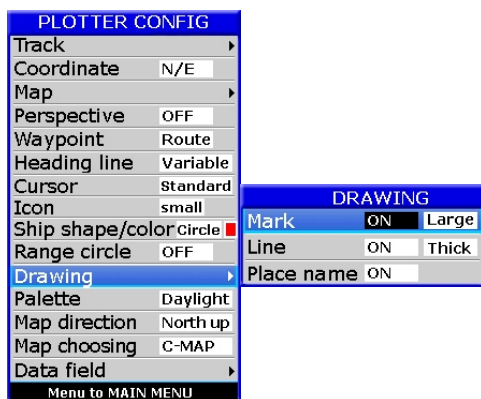 PLOTTER CONFIG
Track
Coordinate N/E
Map
Perspective OFF
Waypoint Route
Heading line Variable
Cursor Standard
Icon small
Ship shape/color Circle
Range circle OFF
Drawing
Palette Daylight
Map direction North up
Map choosing C-MAP
Data field
Menu to MAIN MENU
DRAWING
Mark ON Large
Line ON Thick
Place name ON